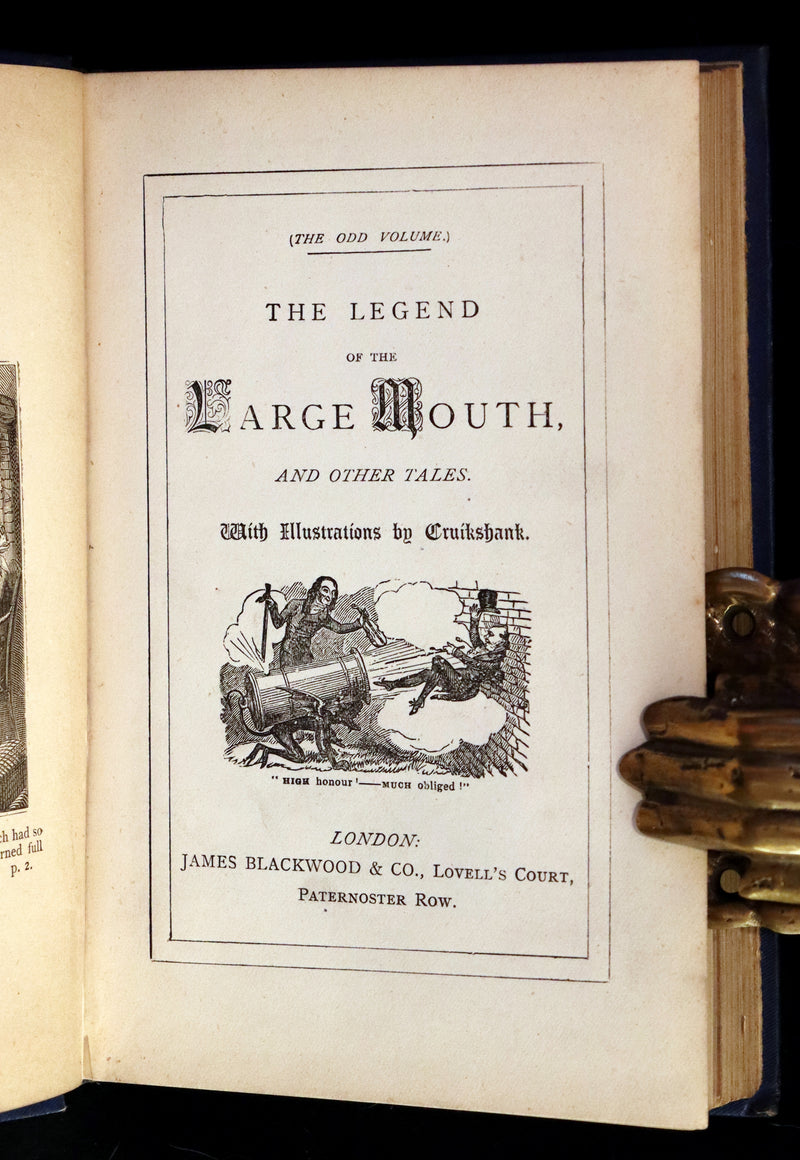 ch had so
rned full
p. 2.
(THE ODD VOLUME.)
THE LEGEND
OF THE
LARGE MOUTH,
AND OTHER TALES.
With Illustrations by Cruikshank.
"HIGH honour!——MUCH obliged!"
LONDON:
JAMES BLACKWOOD & CO., LOVELL'S COURT,
PATERNOSTER ROW.